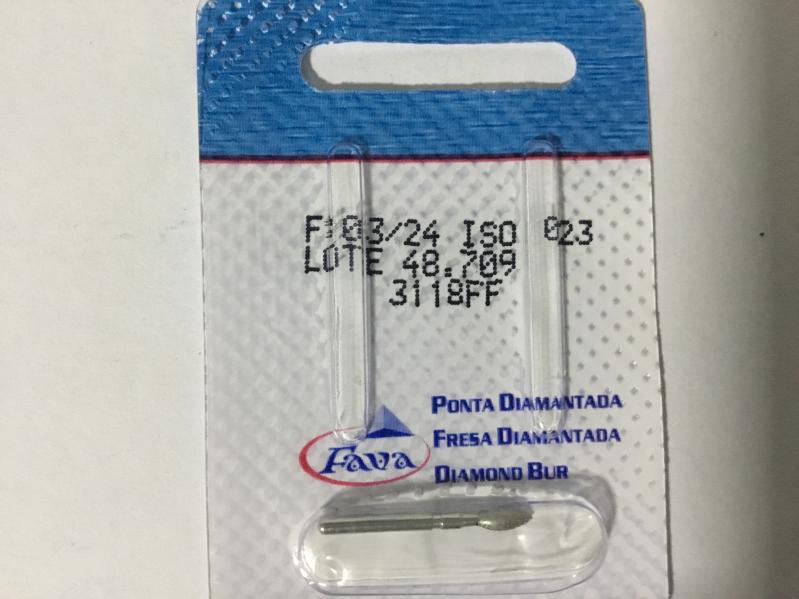 F:03/24 ISO 023
LOTE 48.709
3118FF
PONTA DIAMANTADA
FRESA DIAMANTADA
Fava
DIAMOND BUR